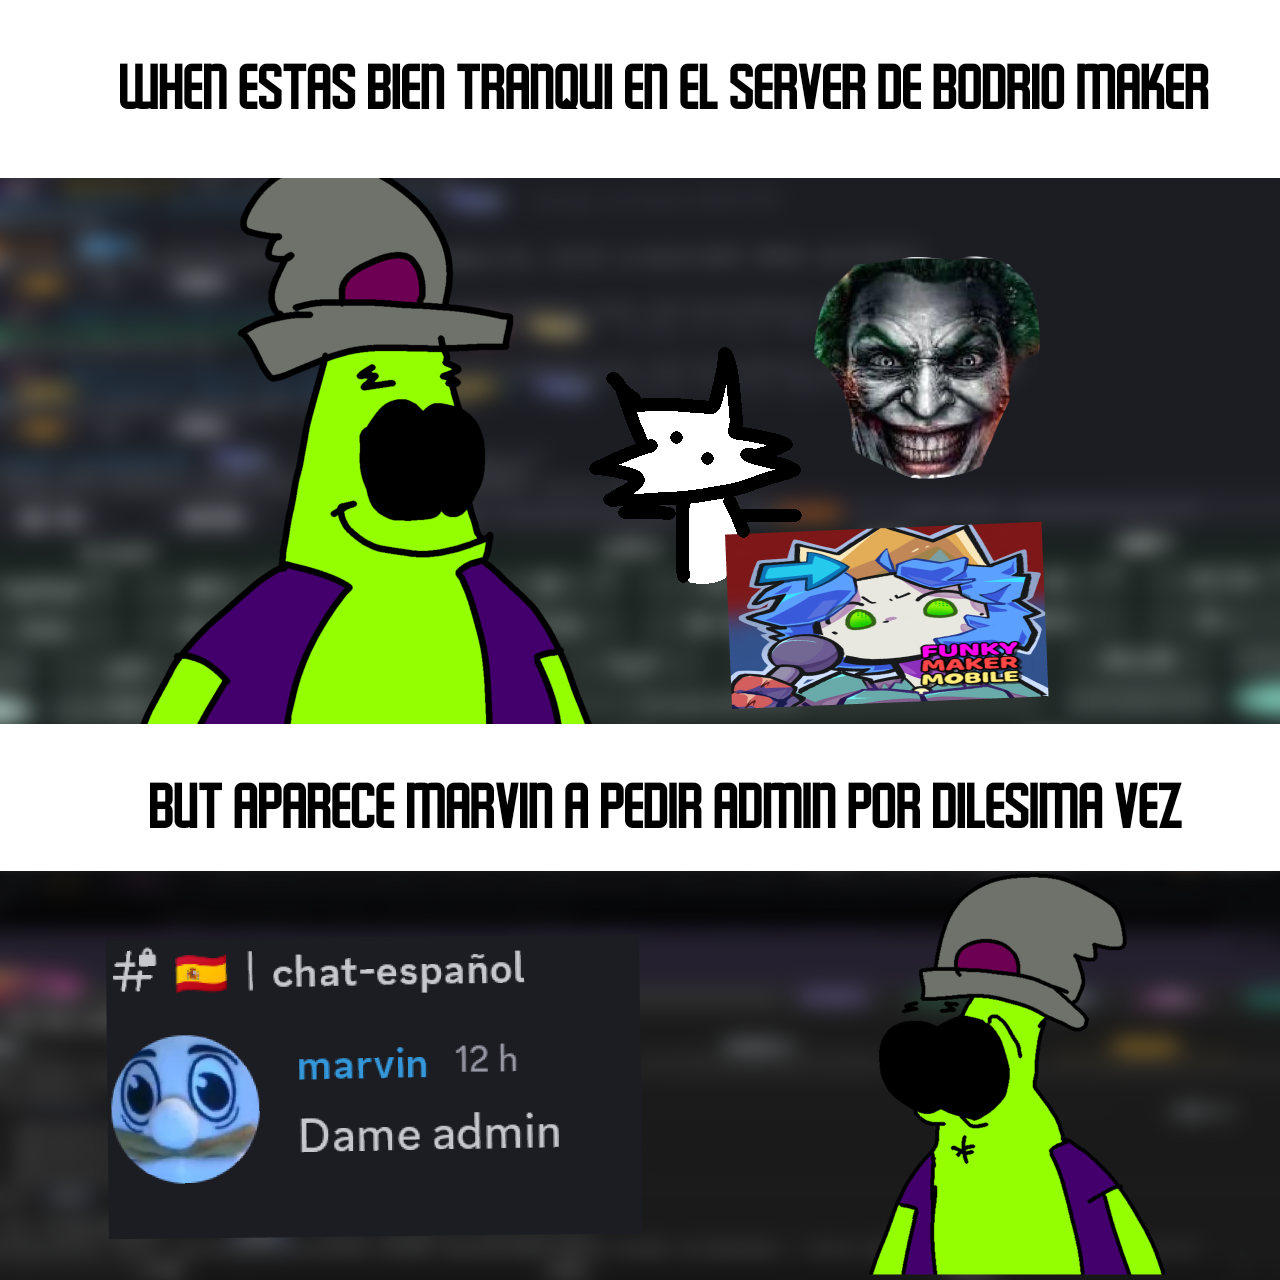 WHEN ESTAS BIEN TRANQUI EN EL SERVER DE BODRIO MAKER
FUNKY
MAKER
MOBILE
BUT APARECE MARVIN A PEDIR ADMIN POR DILESIMA VEZ
# 🇪🇸 | chat-español
marvin 12 h
Dame admin